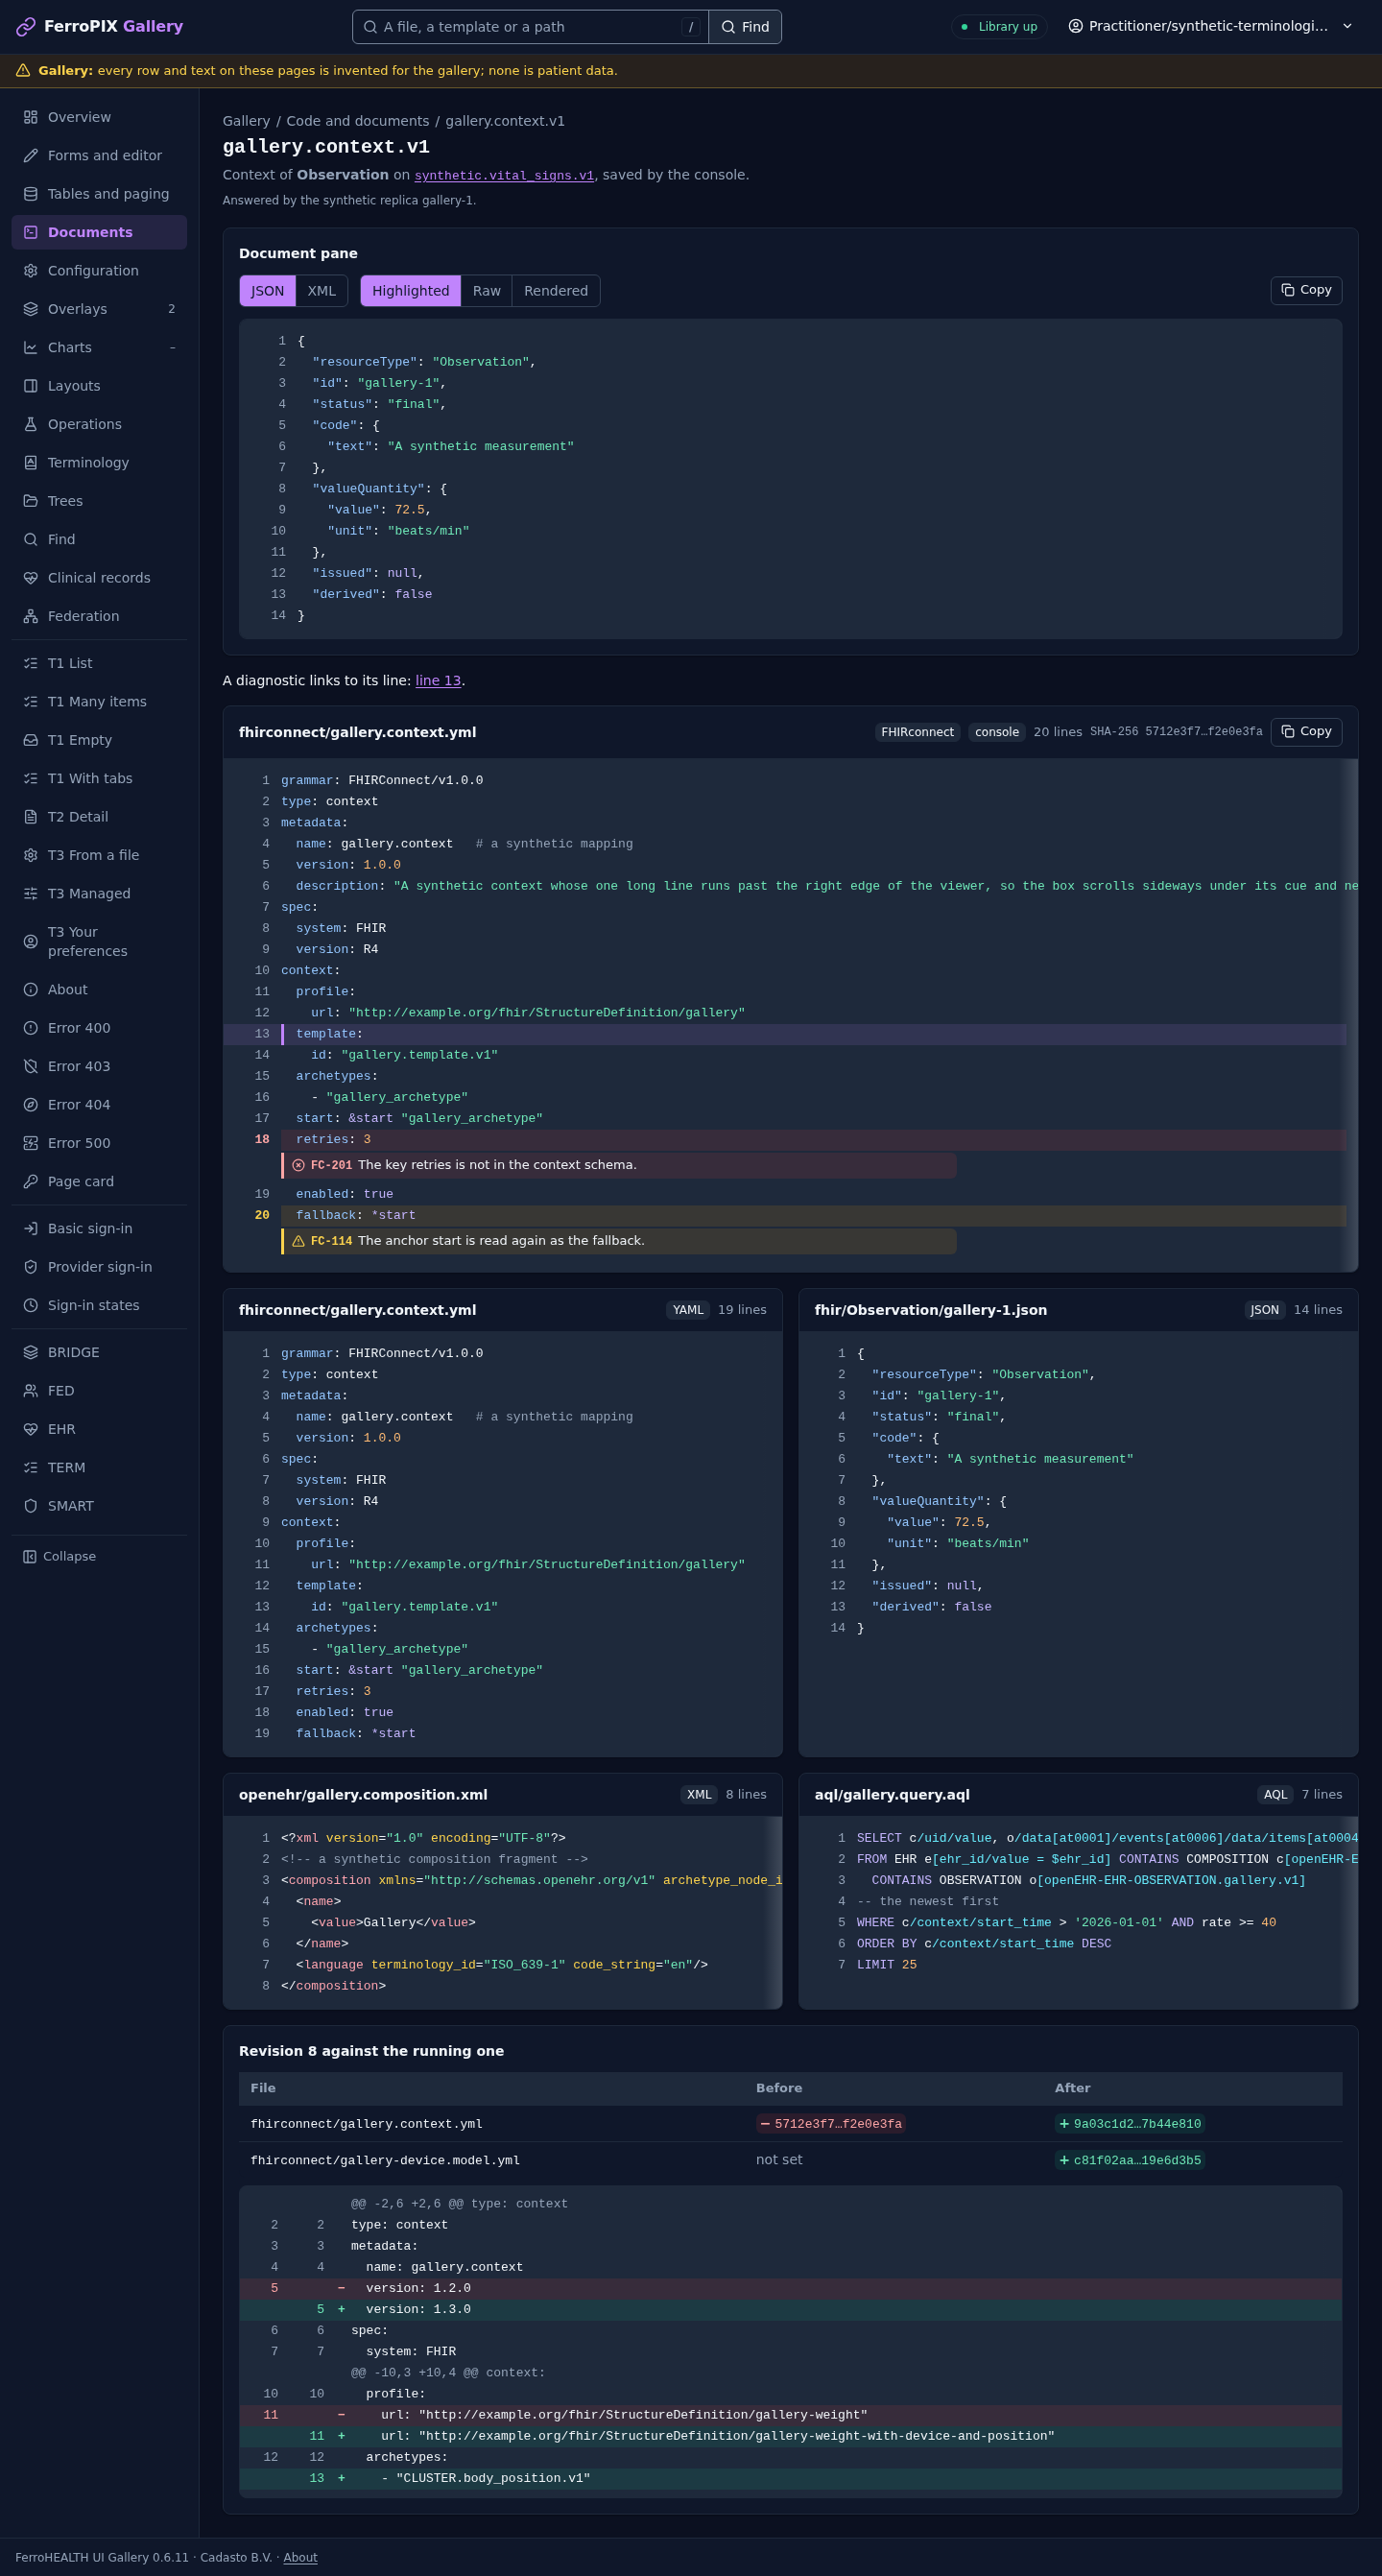 FerroPIX Gallery
A file, a template or a path
/
Find
Library up
Practitioner/synthetic-terminologi…
Gallery: every row and text on these pages is invented for the gallery; none is patient data.
Overview
Forms and editor
Tables and paging
Documents
Configuration
Overlays 2
Charts –
Layouts
Operations
Terminology
Trees
Find
Clinical records
Federation
T1 List
T1 Many items
T1 Empty
T1 With tabs
T2 Detail
T3 From a file
T3 Managed
T3 Your
preferences
About
Error 400
Error 403
Error 404
Error 500
Page card
Basic sign-in
Provider sign-in
Sign-in states
BRIDGE
FED
EHR
TERM
SMART
Collapse
Gallery / Code and documents / gallery.context.v1
gallery.context.v1
Context of Observation on synthetic.vital_signs.v1, saved by the console.
Answered by the synthetic replica gallery-1.
Document pane
JSON XML Highlighted Raw Rendered Copy
1 {
2   "resourceType": "Observation",
3   "id": "gallery-1",
4   "status": "final",
5   "code": {
6     "text": "A synthetic measurement"
7   },
8   "valueQuantity": {
9     "value": 72.5,
10     "unit": "beats/min"
11   },
12   "issued": null,
13   "derived": false
14 }
A diagnostic links to its line: line 13.
fhirconnect/gallery.context.yml FHIRconnect console 20 lines SHA-256 5712e3f7…f2e0e3fa Copy
1 grammar: FHIRConnect/v1.0.0
2 type: context
3 metadata:
4   name: gallery.context   # a synthetic mapping
5   version: 1.0.0
6   description: "A synthetic context whose one long line runs past the right edge of the viewer, so the box scrolls sideways under its cue and ne
7 spec:
8   system: FHIR
9   version: R4
10 context:
11   profile:
12     url: "http://example.org/fhir/StructureDefinition/gallery"
13   template:
14     id: "gallery.template.v1"
15   archetypes:
16     - "gallery_archetype"
17   start: &start "gallery_archetype"
18   retries: 3
FC-201 The key retries is not in the context schema.
19   enabled: true
20   fallback: *start
FC-114 The anchor start is read again as the fallback.
fhirconnect/gallery.context.yml YAML 19 lines
1 grammar: FHIRConnect/v1.0.0
2 type: context
3 metadata:
4   name: gallery.context   # a synthetic mapping
5   version: 1.0.0
6 spec:
7   system: FHIR
8   version: R4
9 context:
10   profile:
11     url: "http://example.org/fhir/StructureDefinition/gallery"
12   template:
13     id: "gallery.template.v1"
14   archetypes:
15     - "gallery_archetype"
16   start: &start "gallery_archetype"
17   retries: 3
18   enabled: true
19   fallback: *start
fhir/Observation/gallery-1.json JSON 14 lines
1 {
2   "resourceType": "Observation",
3   "id": "gallery-1",
4   "status": "final",
5   "code": {
6     "text": "A synthetic measurement"
7   },
8   "valueQuantity": {
9     "value": 72.5,
10     "unit": "beats/min"
11   },
12   "issued": null,
13   "derived": false
14 }
openehr/gallery.composition.xml XML 8 lines
1 <?xml version="1.0" encoding="UTF-8"?>
2 <!-- a synthetic composition fragment -->
3 <composition xmlns="http://schemas.openehr.org/v1" archetype_node_i
4   <name>
5     <value>Gallery</value>
6   </name>
7   <language terminology_id="ISO_639-1" code_string="en"/>
8 </composition>
aql/gallery.query.aql AQL 7 lines
1 SELECT c/uid/value, o/data[at0001]/events[at0006]/data/items[at0004
2 FROM EHR e[ehr_id/value = $ehr_id] CONTAINS COMPOSITION c[openEHR-E
3   CONTAINS OBSERVATION o[openEHR-EHR-OBSERVATION.gallery.v1]
4 -- the newest first
5 WHERE c/context/start_time > '2026-01-01' AND rate >= 40
6 ORDER BY c/context/start_time DESC
7 LIMIT 25
Revision 8 against the running one
File Before After
fhirconnect/gallery.context.yml − 5712e3f7…f2e0e3fa + 9a03c1d2…7b44e810
fhirconnect/gallery-device.model.yml not set + c81f02aa…19e6d3b5
@@ -2,6 +2,6 @@ type: context
2 2 type: context
3 3 metadata:
4 4   name: gallery.context
5 −   version: 1.2.0
5 +   version: 1.3.0
6 6 spec:
7 7   system: FHIR
@@ -10,3 +10,4 @@ context:
10 10   profile:
11 −     url: "http://example.org/fhir/StructureDefinition/gallery-weight"
11 +     url: "http://example.org/fhir/StructureDefinition/gallery-weight-with-device-and-position"
12 12   archetypes:
13 +     - "CLUSTER.body_position.v1"
FerroHEALTH UI Gallery 0.6.11 · Cadasto B.V. · About